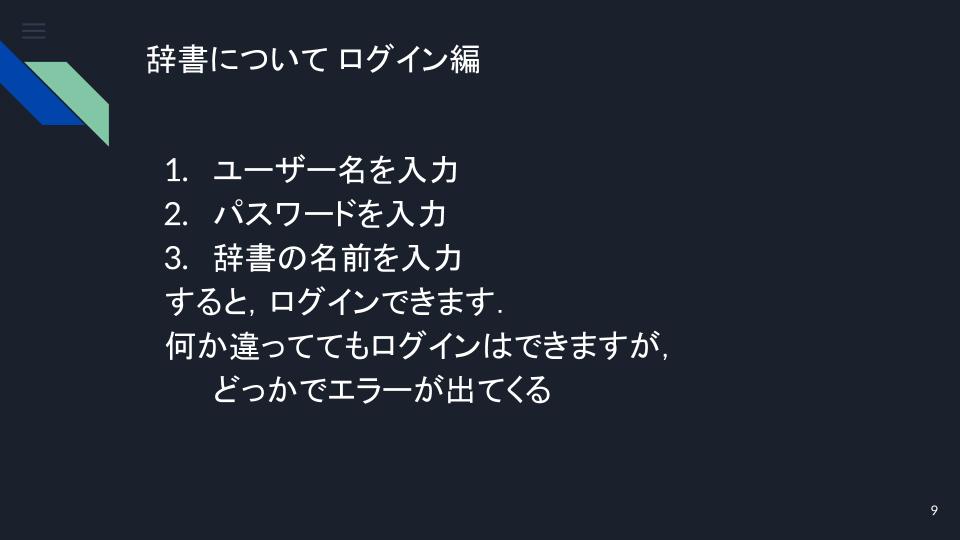 辞書について ログイン編
1. ユーザー名を入力
2. パスワードを入力
3. 辞書の名前を入力
すると, ログインできます.
何か違っててもログインはできますが,
どっかでエラーが出てくる
9